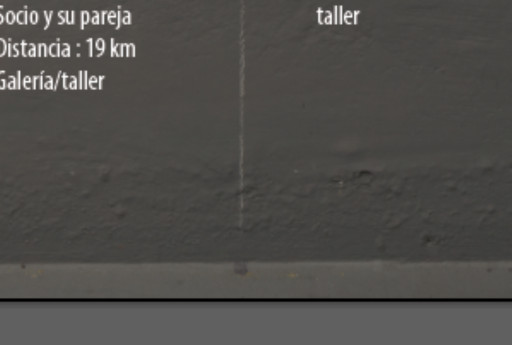 Socio y su pareja
Distancia : 19 km
Galería/taller
taller